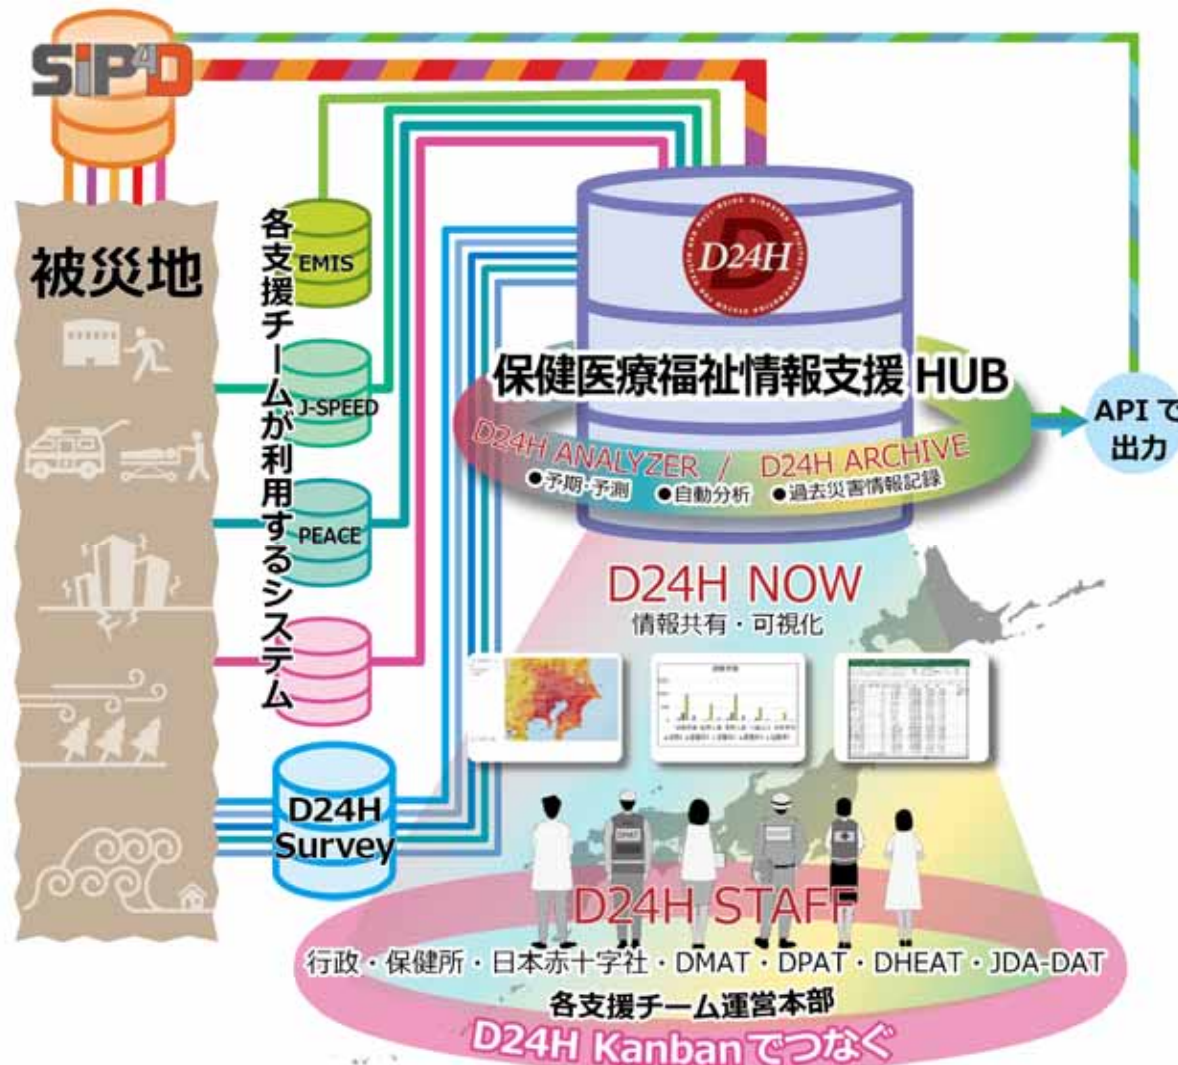 SIP4D
被災地
各支援チームが利用するシステム
EMIS
J-SPEED
PEACE
D24H
Survey
D24H
保健医療福祉情報支援 HUB
D24H ANALYZER / D24H ARCHIVE
●予期・予測 ●自動分析 ●過去災害情報記録
APIで
出力
D24H NOW
情報共有・可視化
DMAT
D24H STAFF
行政・保健所・日本赤十字社・DMAT・DPAT・DHEAT・JDA-DAT
各支援チーム運営本部
D24H Kanbanでつなぐ